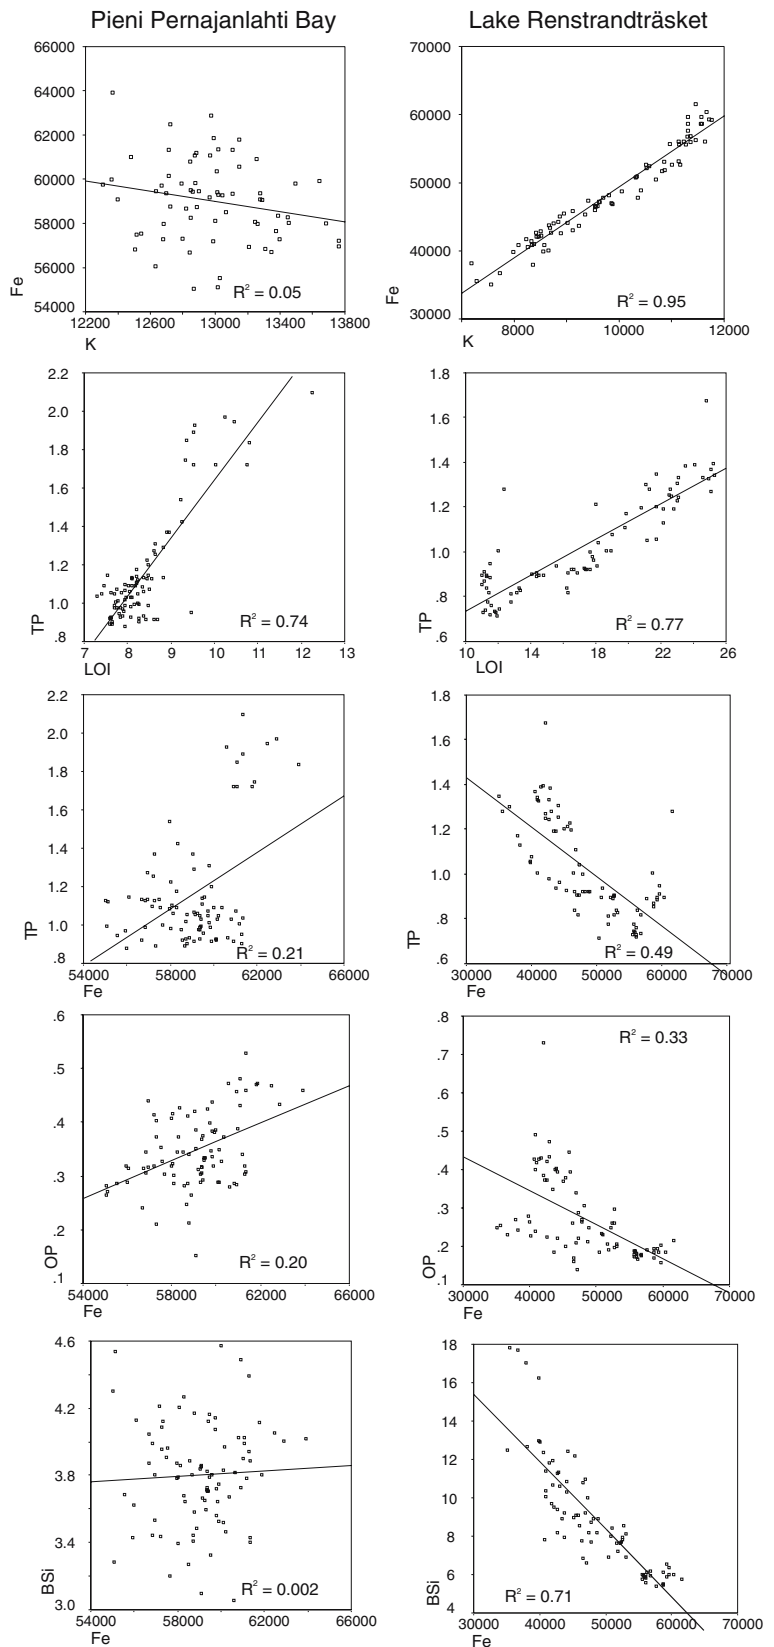 Pieni Pernajanlahti Bay
Lake Renstrandträsket
66000
64000
62000
60000
58000
56000
54000
Fe
R² = 0.05
12200 12600 13000 13400 13800
K
70000
60000
50000
40000
30000
Fe
R² = 0.95
8000 10000 12000
K
2.2
2.0
1.8
1.6
1.4
1.2
1.0
.8
TP
R² = 0.74
7 8 9 10 11 12 13
LOI
1.8
1.6
1.4
1.2
1.0
.8
.6
TP
R² = 0.77
10 14 18 22 26
LOI
2.2
2.0
1.8
1.6
1.4
1.2
1.0
.8
TP
R² = 0.21
54000 58000 62000 66000
Fe
1.8
1.6
1.4
1.2
1.0
.8
.6
TP
R² = 0.49
30000 40000 50000 60000 70000
Fe
.6
.5
.4
.3
.2
.1
OP
R² = 0.20
54000 58000 62000 66000
Fe
.8
.7
.6
.5
.4
.3
.2
.1
OP
R² = 0.33
30000 40000 50000 60000 70000
Fe
4.6
4.2
3.8
3.4
3.0
BSi
R² = 0.002
54000 58000 62000 66000
Fe
18
16
14
12
10
8
6
4
BSi
R² = 0.71
30000 40000 50000 60000 70000
Fe